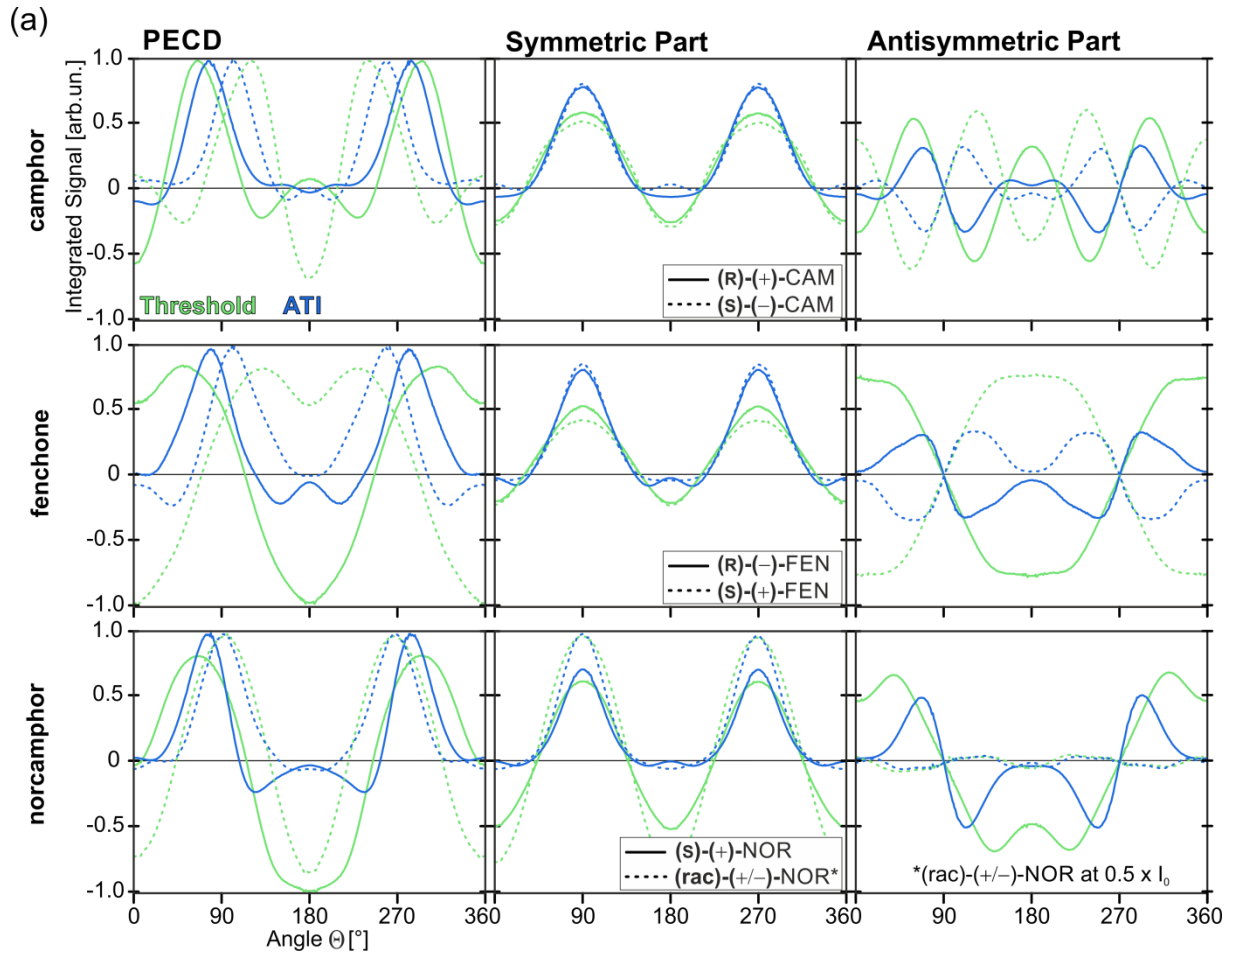 (a)
PECD
Symmetric Part
Antisymmetric Part
camphor
Integrated Signal [arb.un.]
1.0
0.5
0
-0.5
-1.0
Threshold
ATI
(R)-(+)-CAM
(S)-(−)-CAM
fenchone
1.0
0.5
0
-0.5
-1.0
(R)-(−)-FEN
(S)-(+)-FEN
norcamphor
1.0
0.5
0
-0.5
-1.0
(S)-(+)-NOR
(rac)-(+/−)-NOR*
*(rac)-(+/−)-NOR at 0.5 x I₀
0 90 180 270 360
90 180 270 360
90 180 270 360
Angle Θ [°]